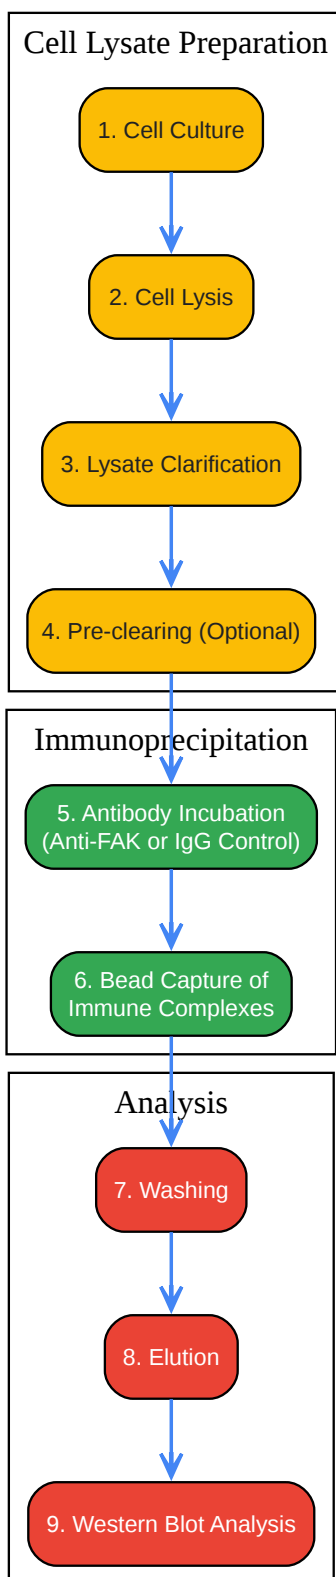 Cell Lysate Preparation
1. Cell Culture
2. Cell Lysis
3. Lysate Clarification
4. Pre-clearing (Optional)
Immunoprecipitation
5. Antibody Incubation
(Anti-FAK or IgG Control)
6. Bead Capture of
Immune Complexes
Analysis
7. Washing
8. Elution
9. Western Blot Analysis